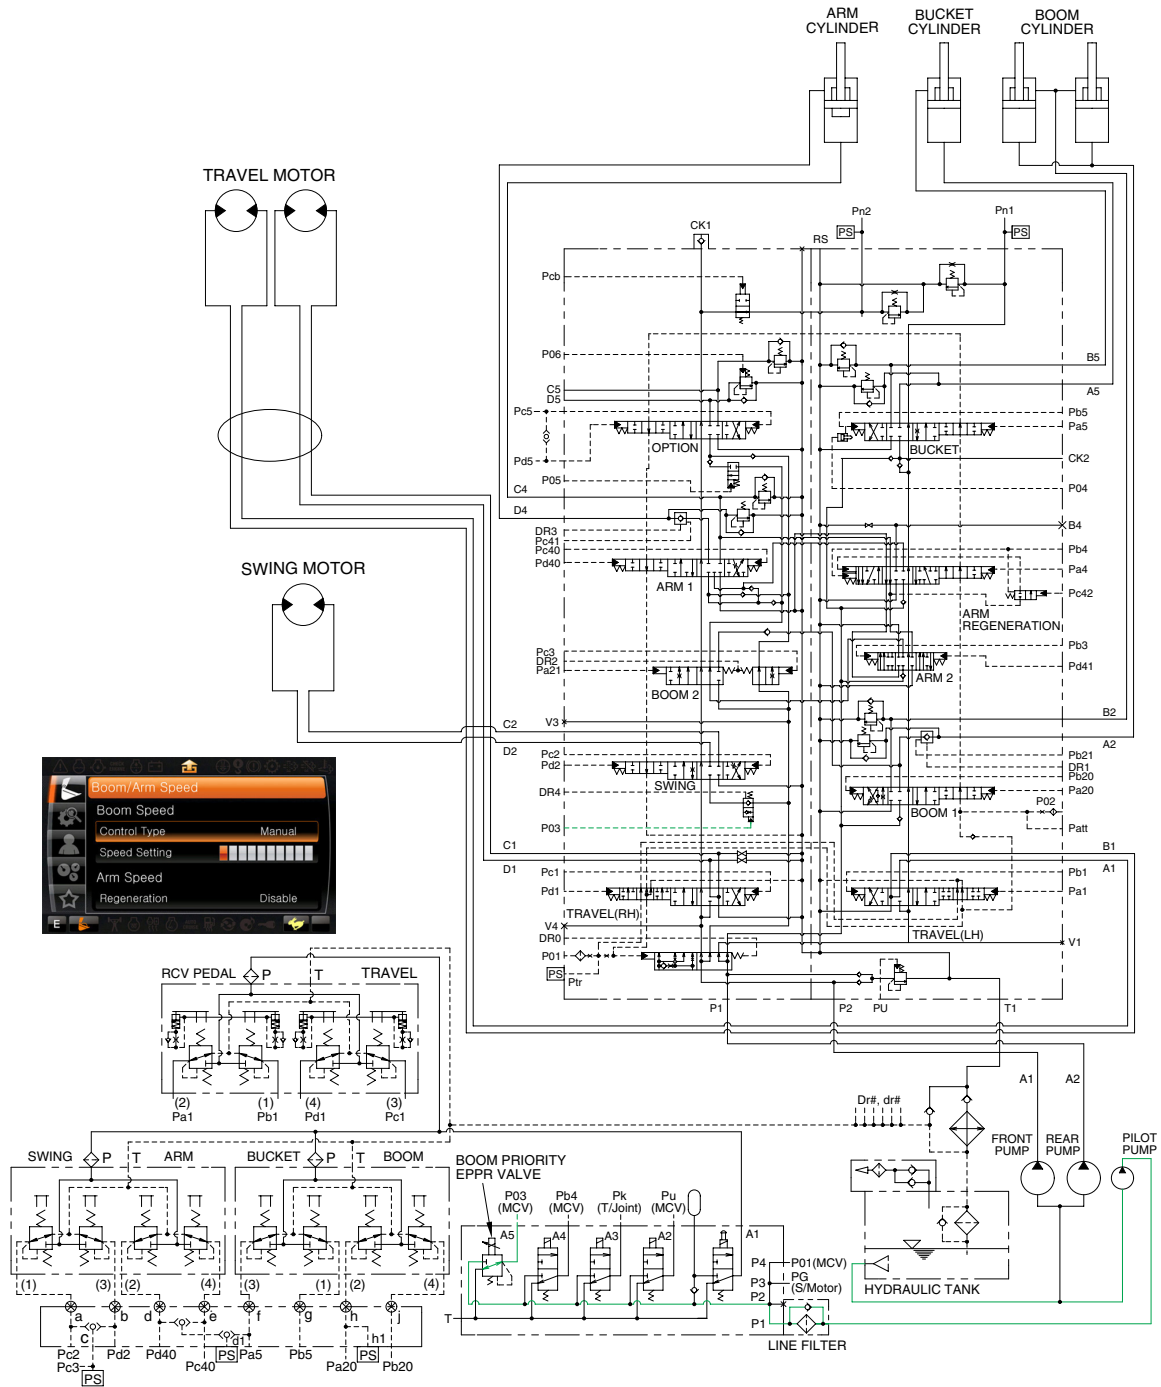 ARM
CYLINDER
BUCKET
CYLINDER
BOOM
CYLINDER
TRAVEL MOTOR
Pn2
Pn1
CK1
RS
PS
PS
Pcb
P06
C5
D5
Pc5
Pd5
OPTION
P05
C4
D4
DR3
Pc41
Pc40
Pd40
ARM 1
B5
A5
Pb5
Pa5
BUCKET
CK2
P04
B4
Pb4
Pa4
Pc42
ARM
REGENERATION
SWING MOTOR
Pc3
DR2
Pa21
BOOM 2
Pb3
Pd41
ARM 2
C2
V3
D2
Pc2
Pd2
SWING
DR4
P03
B2
A2
Pb21
DR1
Pb20
Pa20
BOOM 1
P02
Patt
Boom/Arm Speed
Boom Speed
Control Type Manual
Speed Setting
Arm Speed
Regeneration Disable
E
C1
D1
Pc1
Pd1
TRAVEL(RH)
V4
DR0
P01
PS
Ptr
B1
A1
Pb1
Pa1
TRAVEL(LH)
V1
P1
P2
PU
T1
RCV PEDAL
P
T
TRAVEL
(2)
(1)
(4)
(3)
Pa1
Pb1
Pd1
Pc1
SWING
P
T
ARM
BUCKET
P
T
BOOM
(1)
(3)
(2)
(4)
(3)
(1)
(2)
(4)
a
b
d
e
f
g
h
j
c
d1
h1
Pc2
Pd2
Pd40
PS
Pa5
Pb5
PS
Pc3
Pc40
Pa20
Pb20
PS
BOOM PRIORITY
EPPR VALVE
P03
(MCV)
Pb4
(MCV)
Pk
(T/Joint)
Pu
(MCV)
A5
A4
A3
A2
A1
T
P4
P01(MCV)
P3
PG
(S/Motor)
P2
P1
LINE FILTER
Dr#, dr#
A1
A2
FRONT
PUMP
REAR
PUMP
PILOT
PUMP
HYDRAULIC TANK